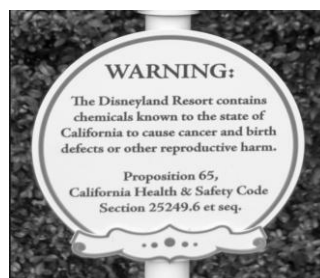 WARNING:
The Disneyland Resort contains
chemicals known to the state of
California to cause cancer and birth
defects or other reproductive harm.
Proposition 65,
California Health & Safety Code
Section 25249.6 et seq.